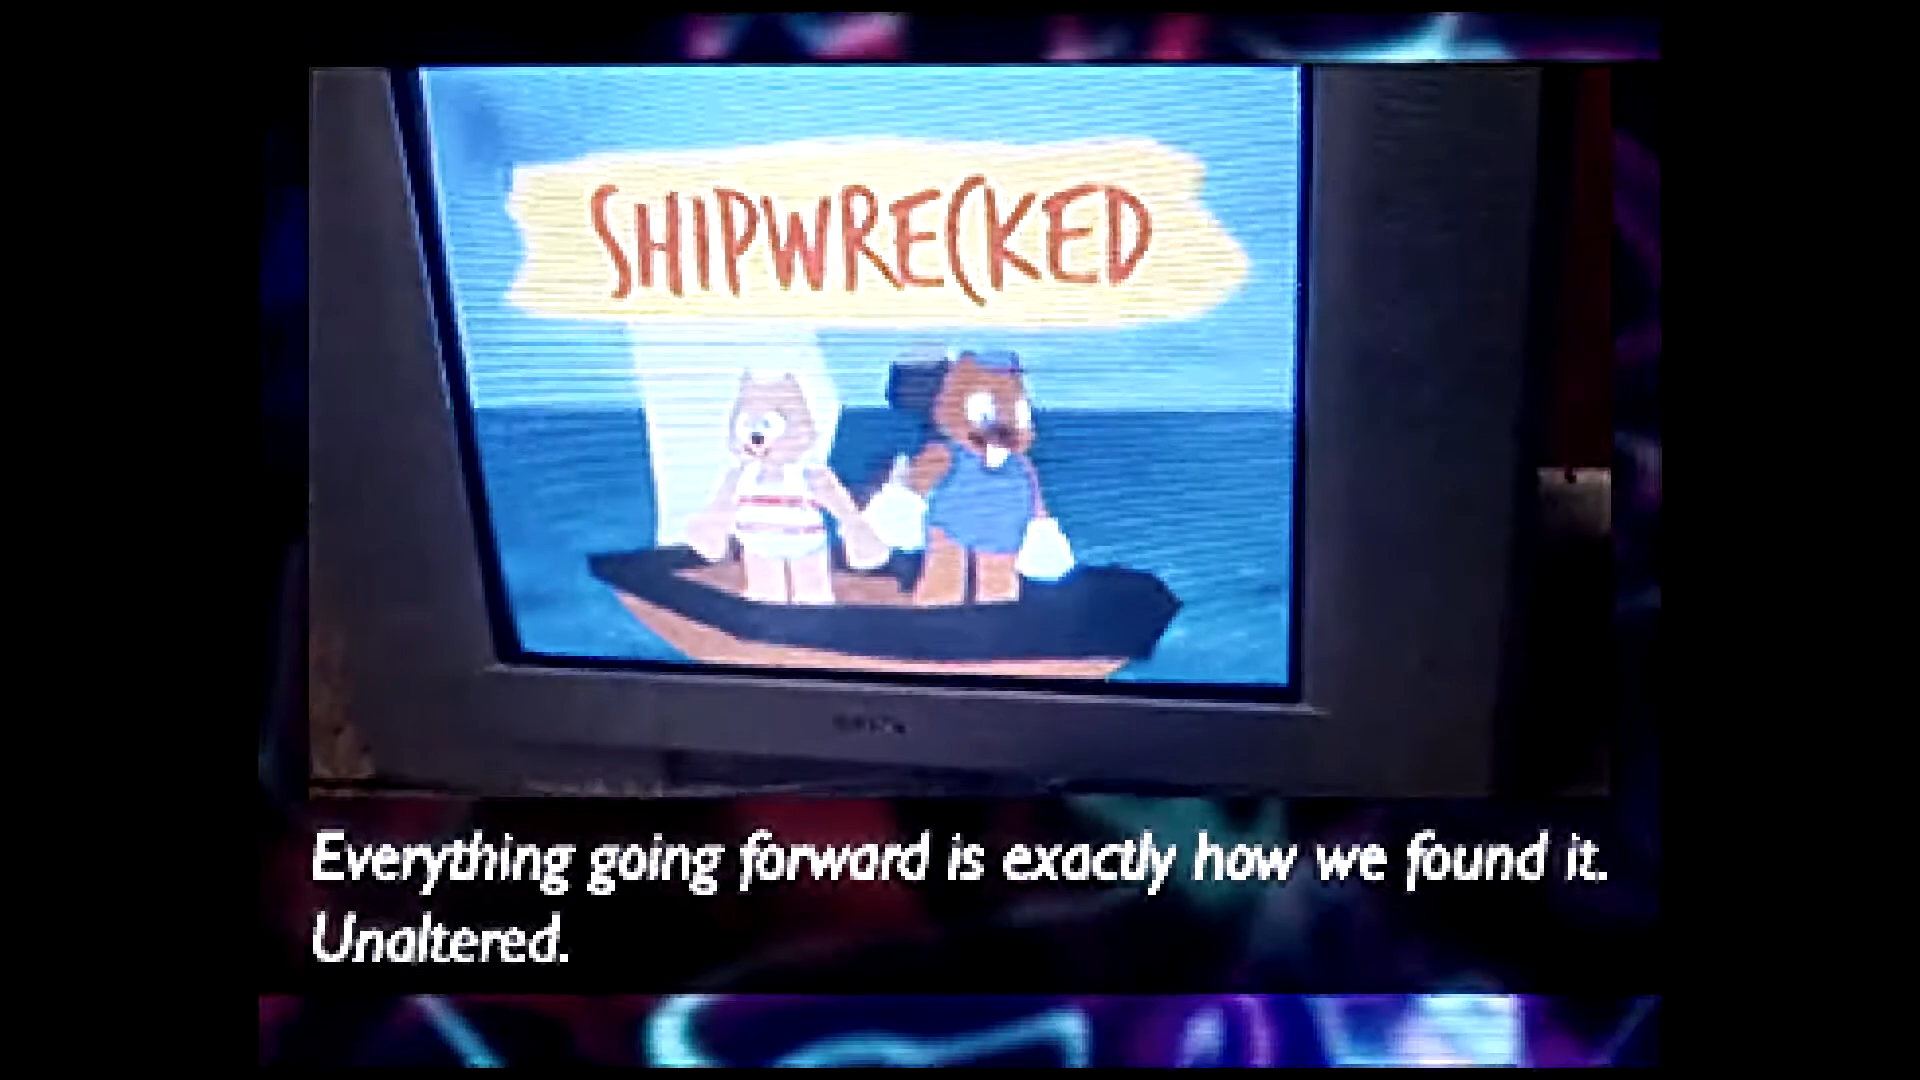 SHIPWRECKED
Everything going forward is exactly how we found it.
Unaltered.